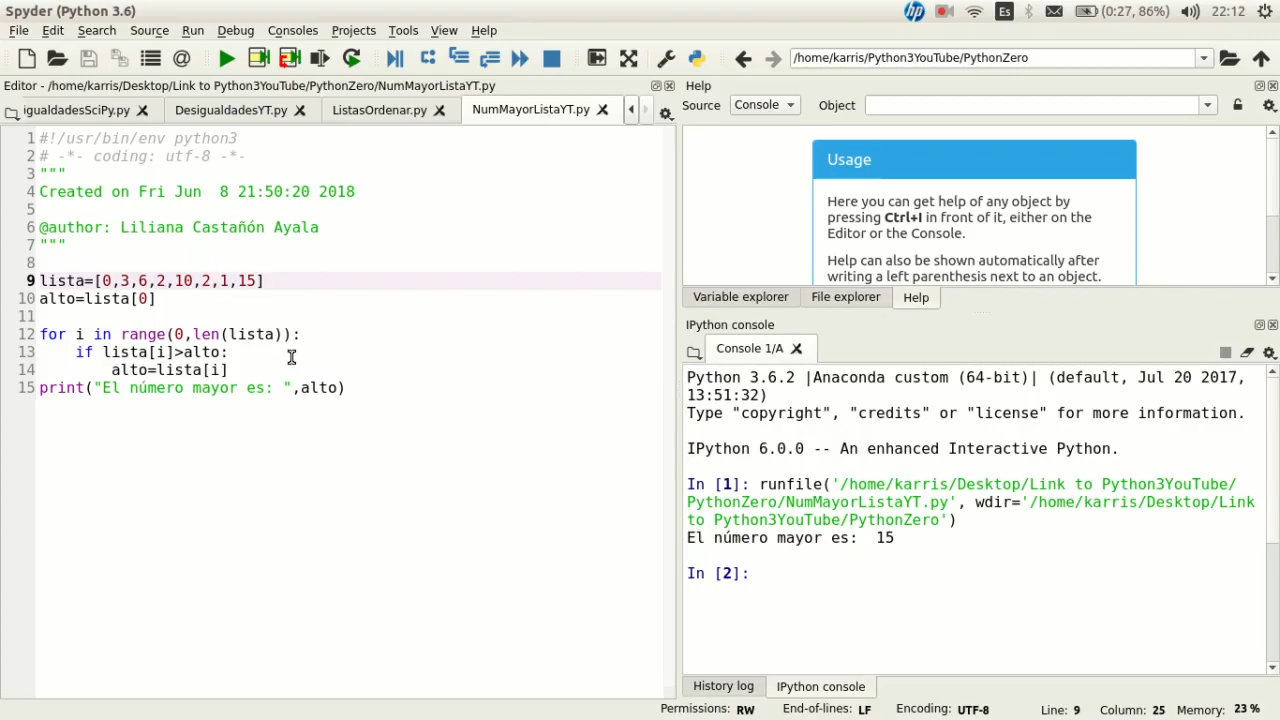 Spyder (Python 3.6)
Es (0:27, 86%) 22:12
File Edit Search Source Run Debug Consoles Projects Tools View Help
/home/karris/Python3YouTube/PythonZero
Editor - /home/karris/Desktop/Link to Python3YouTube/PythonZero/NumMayorListaYT.py
igualdadesSciPy.py DesigualdadesYT.py ListasOrdenar.py NumMayorListaYT.py
1 #!/usr/bin/env python3
2 # -*- coding: utf-8 -*-
3 """
4 Created on Fri Jun  8 21:50:20 2018
5
6 @author: Liliana Castañón Ayala
7 """
8
9 lista=[0,3,6,2,10,2,1,15]
10 alto=lista[0]
11
12 for i in range(0,len(lista)):
13     if lista[i]>alto:
14         alto=lista[i]
15 print("El número mayor es: ",alto)
Help
Source Console Object
Usage
Here you can get help of any object by
pressing Ctrl+I in front of it, either on the
Editor or the Console.
Help can also be shown automatically after
writing a left parenthesis next to an object.
Variable explorer File explorer Help
IPython console
Console 1/A
Python 3.6.2 |Anaconda custom (64-bit)| (default, Jul 20 2017,
13:51:32)
Type "copyright", "credits" or "license" for more information.
IPython 6.0.0 -- An enhanced Interactive Python.
In [1]: runfile('/home/karris/Desktop/Link to Python3YouTube/
PythonZero/NumMayorListaYT.py', wdir='/home/karris/Desktop/Link
to Python3YouTube/PythonZero')
El número mayor es:  15
In [2]:
History log IPython console
Permissions: RW End-of-lines: LF Encoding: UTF-8 Line: 9 Column: 25 Memory: 23 %